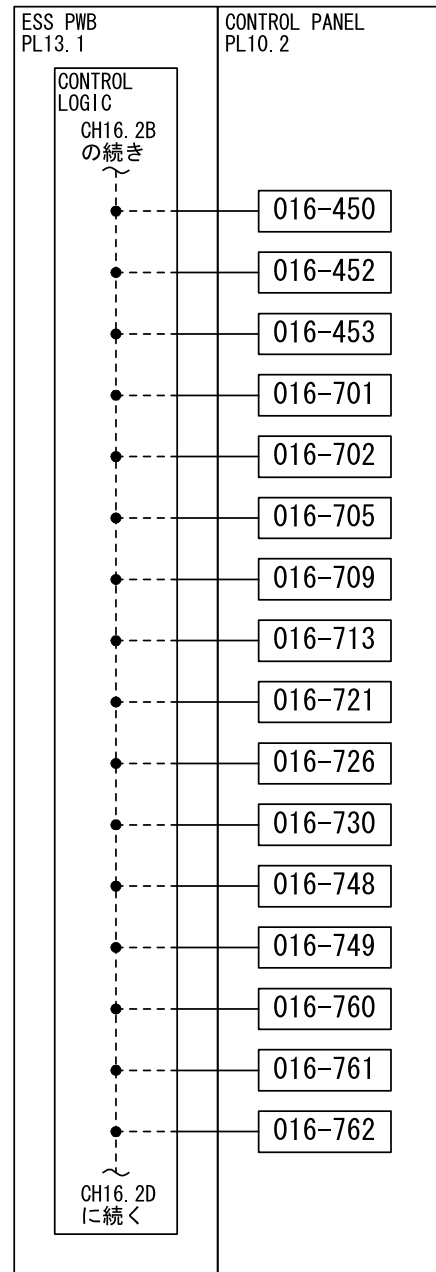 ESS PWB
PL13.1
CONTROL PANEL
PL10.2
CONTROL
LOGIC
CH16.2B
の続き
016-450
016-452
016-453
016-701
016-702
016-705
016-709
016-713
016-721
016-726
016-730
016-748
016-749
016-760
016-761
016-762
CH16.2D
に続く